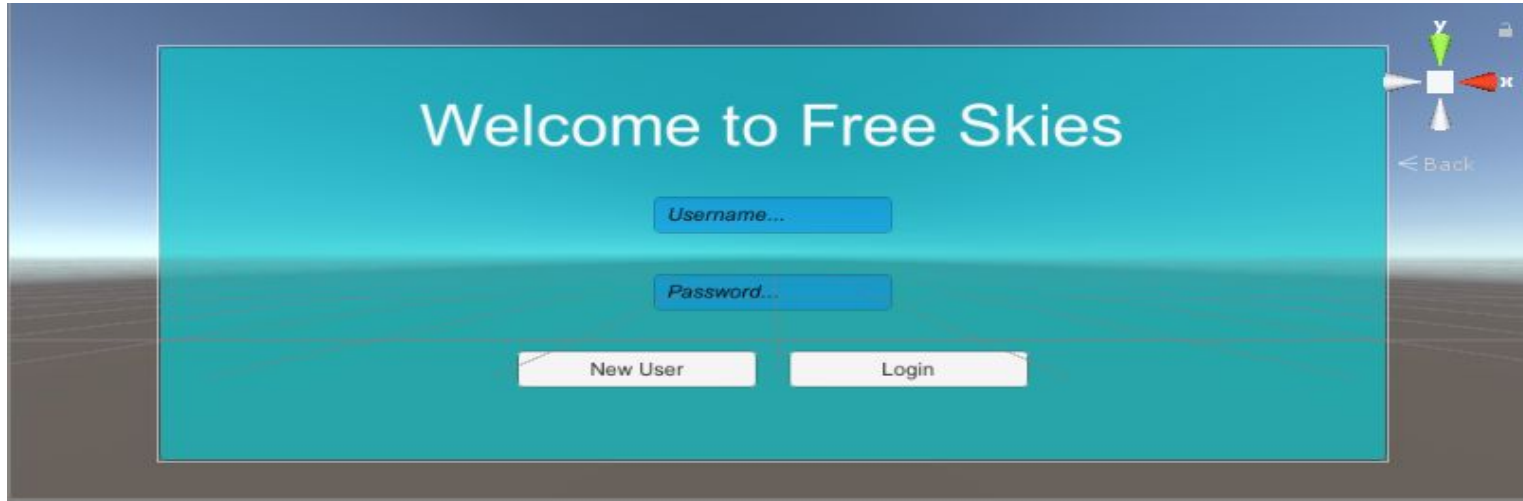 y
x
Back
Welcome to Free Skies
Username...
Password...
New User
Login